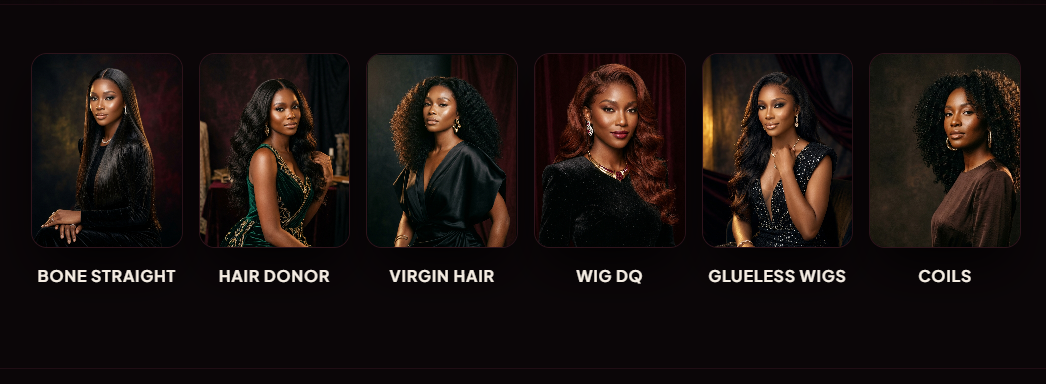 BONE STRAIGHT
HAIR DONOR
VIRGIN HAIR
WIG DQ
GLUELESS WIGS
COILS